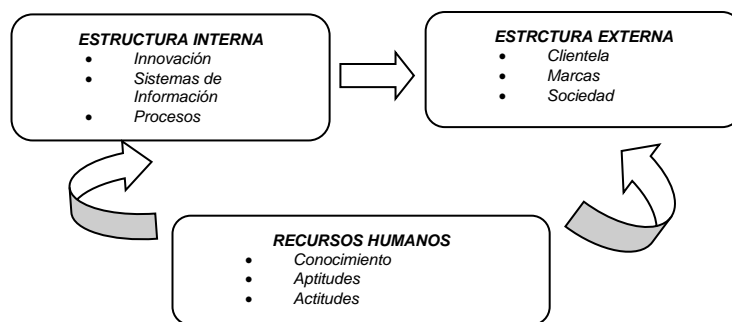 ESTRUCTURA INTERNA
• Innovación
• Sistemas de
Información
• Procesos
ESTRCTURA EXTERNA
• Clientela
• Marcas
• Sociedad
RECURSOS HUMANOS
• Conocimiento
• Aptitudes
• Actitudes